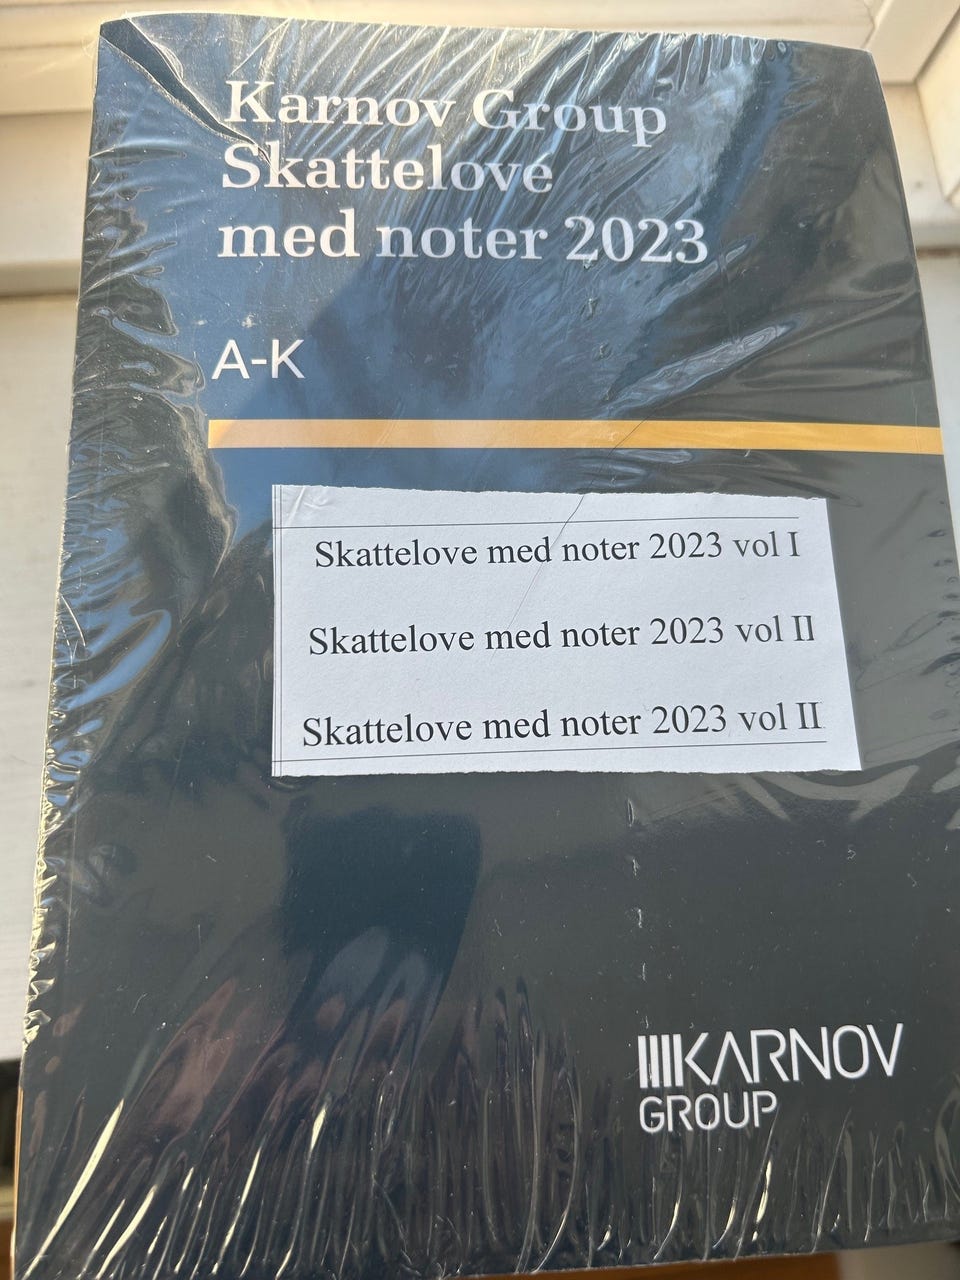 Karnov Group
Skattelove
med noter 2023
A-K
Skattelove med noter 2023 vol I
Skattelove med noter 2023 vol II
Skattelove med noter 2023 vol II
KARNOV
GROUP